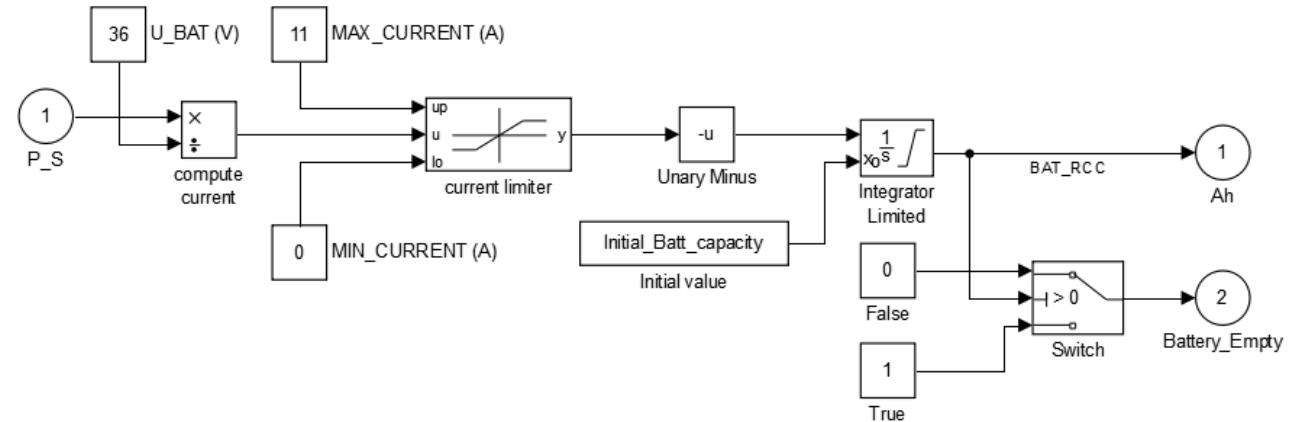 36
U_BAT (V)
11
MAX_CURRENT (A)
1
P_S
×
÷
compute
current
up
u
lo
y
current limiter
0
MIN_CURRENT (A)
-u
Unary Minus
Initial_Batt_capacity
Initial value
1
s
x0
Integrator
Limited
BAT_RCC
1
Ah
0
False
> 0
Switch
1
True
2
Battery_Empty